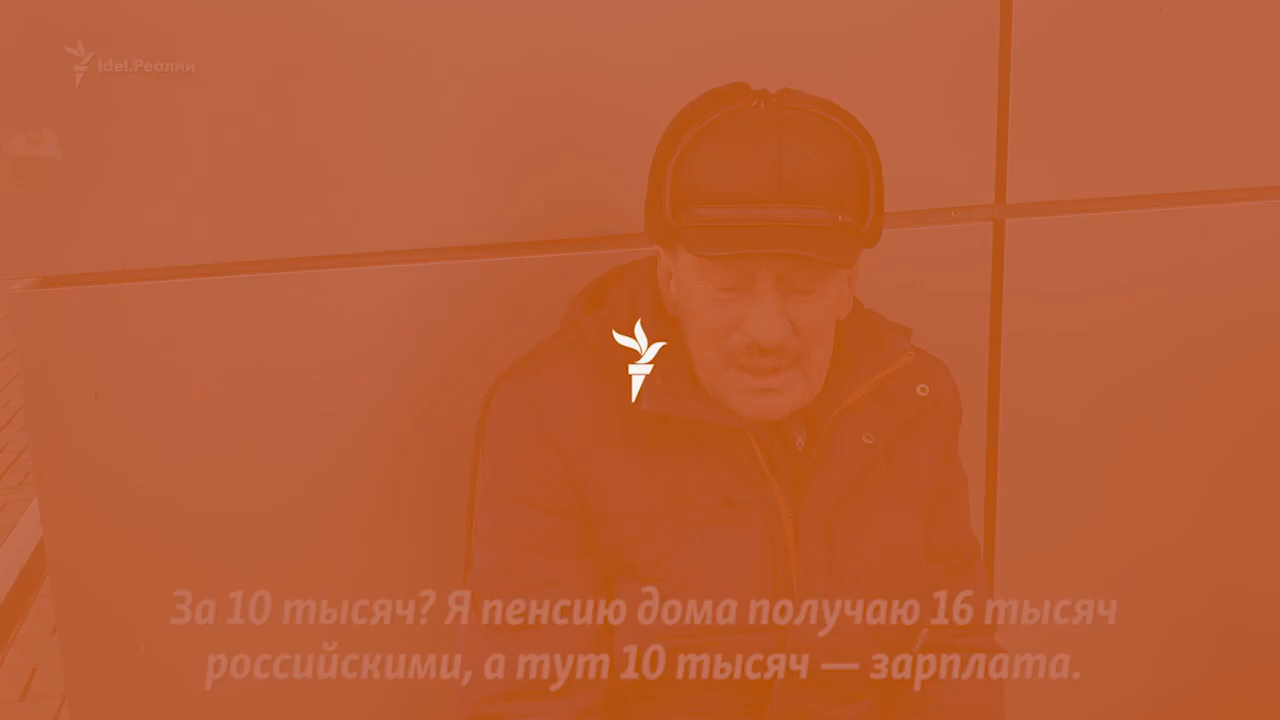 Idel.Реалии
За 10 тысяч? Я пенсию дома получаю 16 тысяч
российскими, а тут 10 тысяч — зарплата.